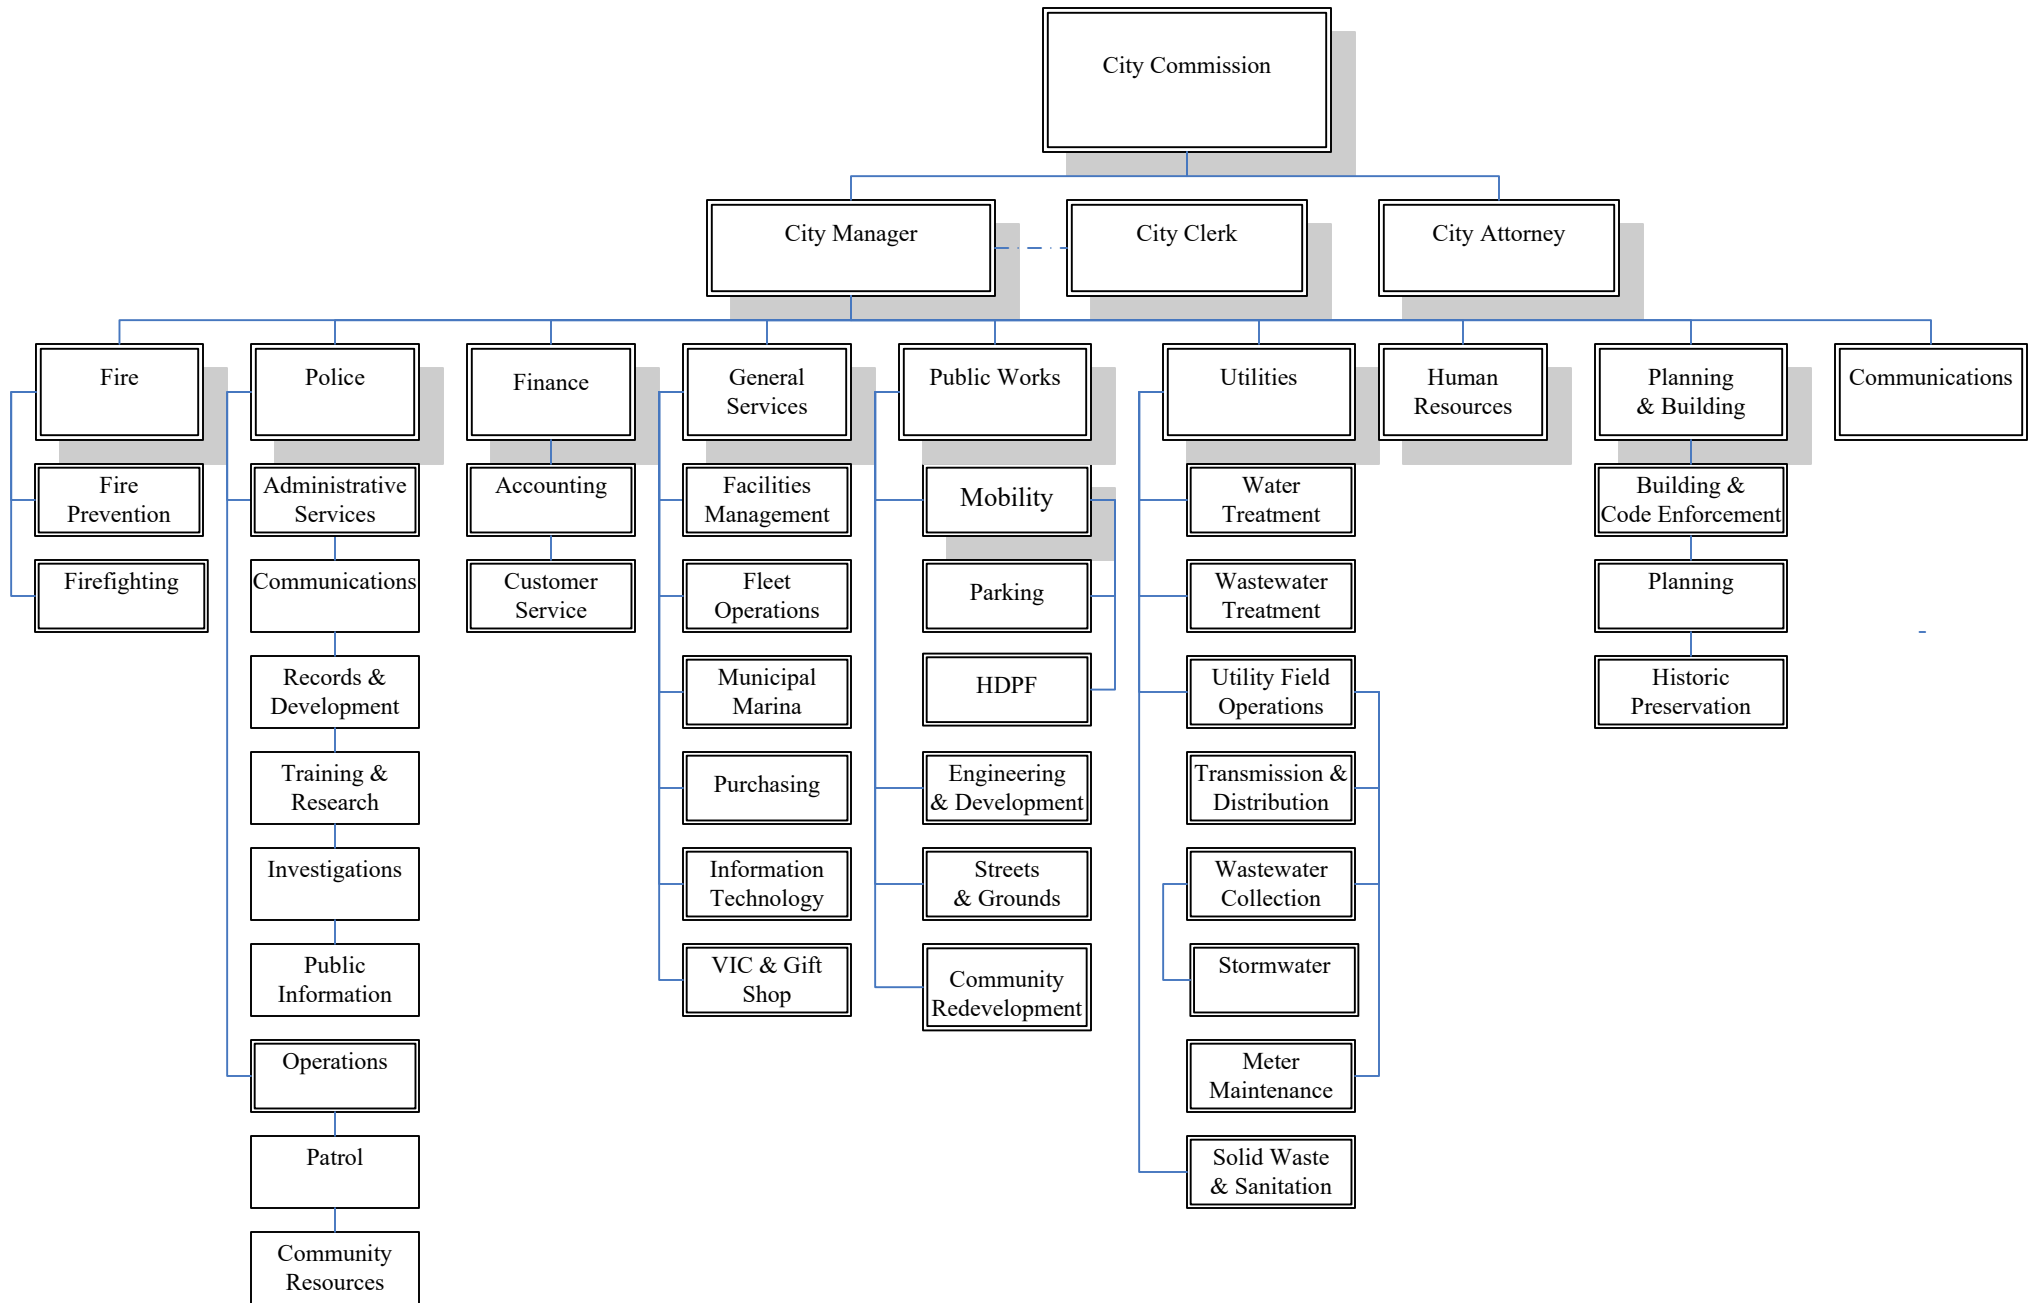 City Commission
City Manager
City Clerk
City Attorney
Fire
Police
Finance
General
Services
Public Works
Utilities
Human
Resources
Planning
& Building
Communications
Fire
Prevention
Firefighting
Administrative
Services
Communications
Records &
Development
Training &
Research
Investigations
Public
Information
Operations
Patrol
Community
Resources
Accounting
Customer
Service
Facilities
Management
Fleet
Operations
Municipal
Marina
Purchasing
Information
Technology
VIC & Gift
Shop
Mobility
Parking
HDPF
Engineering
& Development
Streets
& Grounds
Community
Redevelopment
Water
Treatment
Wastewater
Treatment
Utility Field
Operations
Transmission &
Distribution
Wastewater
Collection
Stormwater
Meter
Maintenance
Solid Waste
& Sanitation
Building &
Code Enforcement
Planning
Historic
Preservation